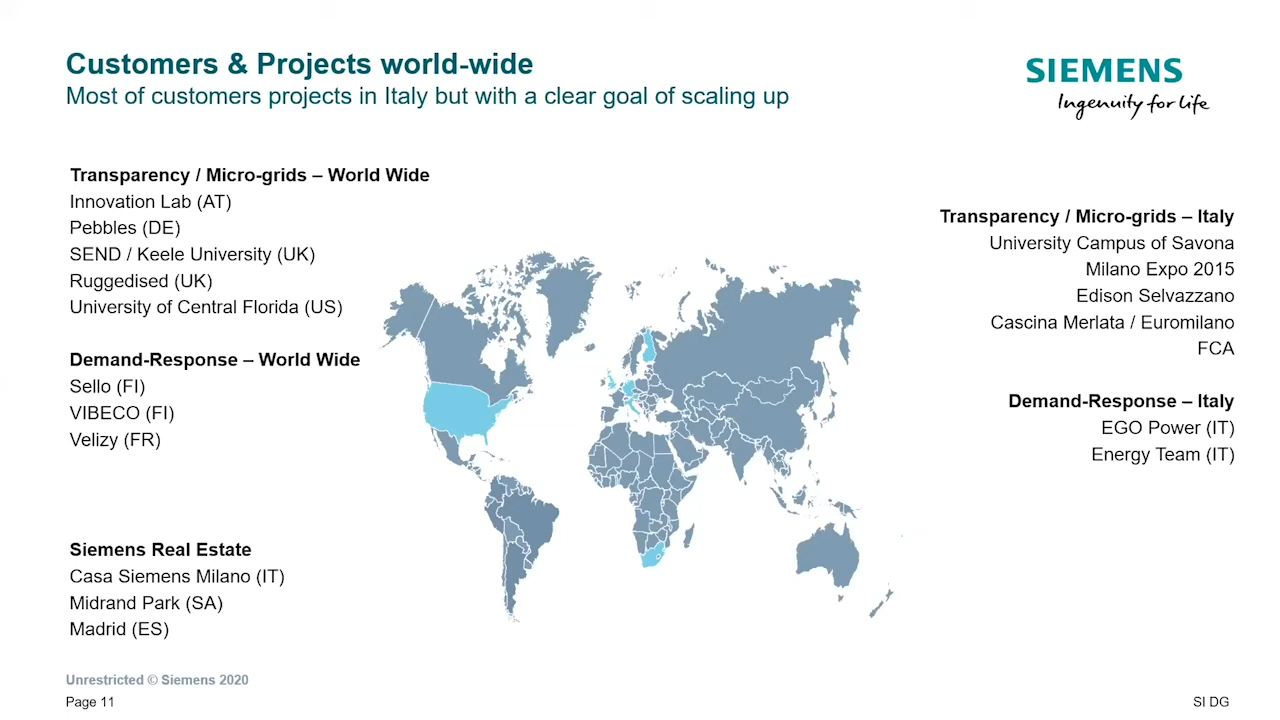 Customers & Projects world-wide
Most of customers projects in Italy but with a clear goal of scaling up
SIEMENS
Ingenuity for life
Transparency / Micro-grids – World Wide
Innovation Lab (AT)
Pebbles (DE)
SEND / Keele University (UK)
Ruggedised (UK)
University of Central Florida (US)
Demand-Response – World Wide
Sello (FI)
VIBECO (FI)
Velizy (FR)
Siemens Real Estate
Casa Siemens Milano (IT)
Midrand Park (SA)
Madrid (ES)
Transparency / Micro-grids – Italy
University Campus of Savona
Milano Expo 2015
Edison Selvazzano
Cascina Merlata / Euromilano
FCA
Demand-Response – Italy
EGO Power (IT)
Energy Team (IT)
Unrestricted © Siemens 2020
Page 11
SI DG